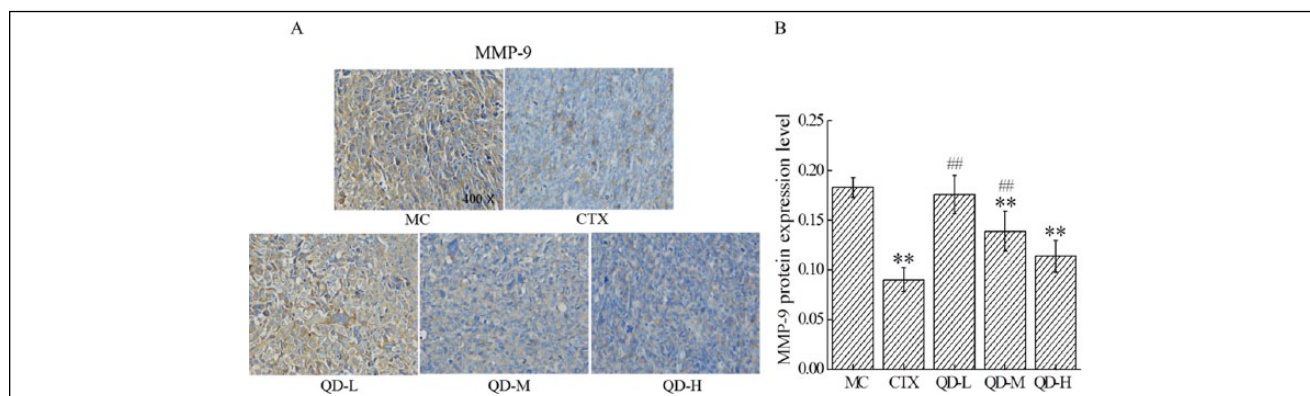 A
MMP-9
400 X
MC
CTX
QD-L
QD-M
QD-H
B
MMP-9 protein expression level
0.25
0.20
0.15
0.10
0.05
0.00
**
##
##
**
**
MC
CTX
QD-L
QD-M
QD-H